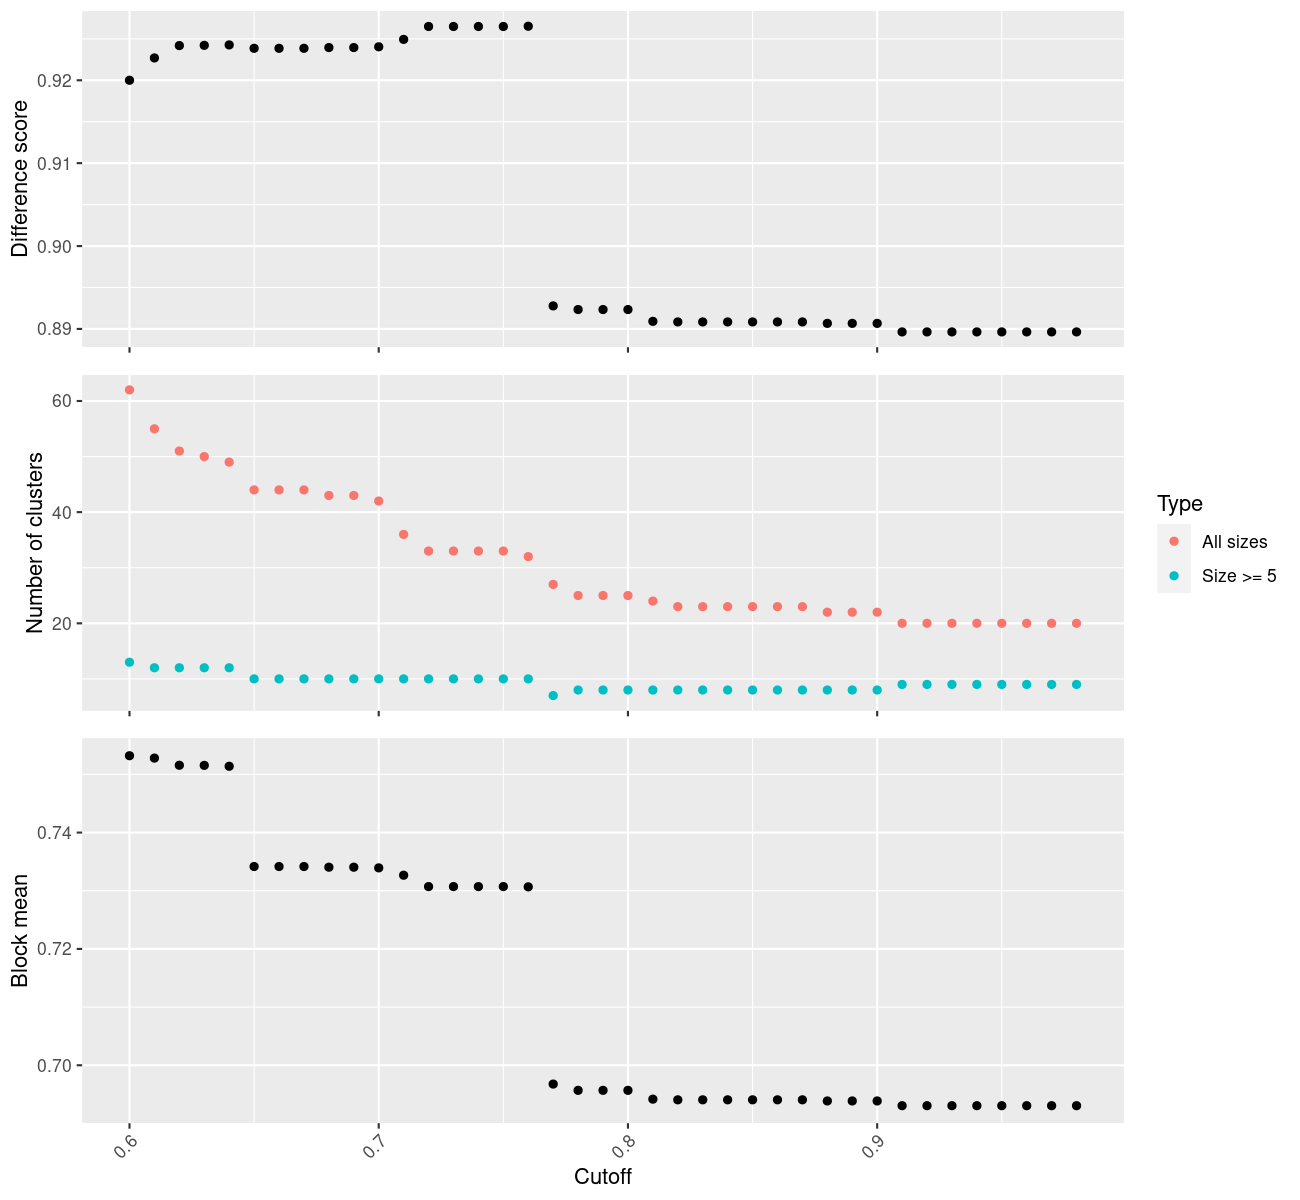 Difference score
0.92
0.91
0.90
0.89
Number of clusters
60
40
20
Type
All sizes
Size >= 5
Block mean
0.74
0.72
0.70
0.6
0.7
0.8
0.9
Cutoff